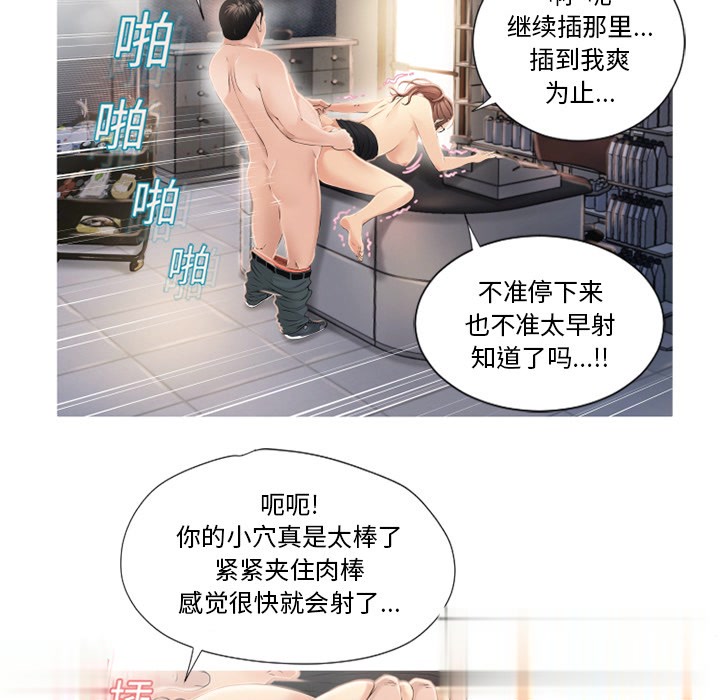 啪
啪
啪
啪
继续插那里...
插到我爽
为止...
不准停下来
也不准太早射
知道了吗...!!
呃呃!
你的小穴真是太棒了
紧紧夹住肉棒
感觉很快就会射了...